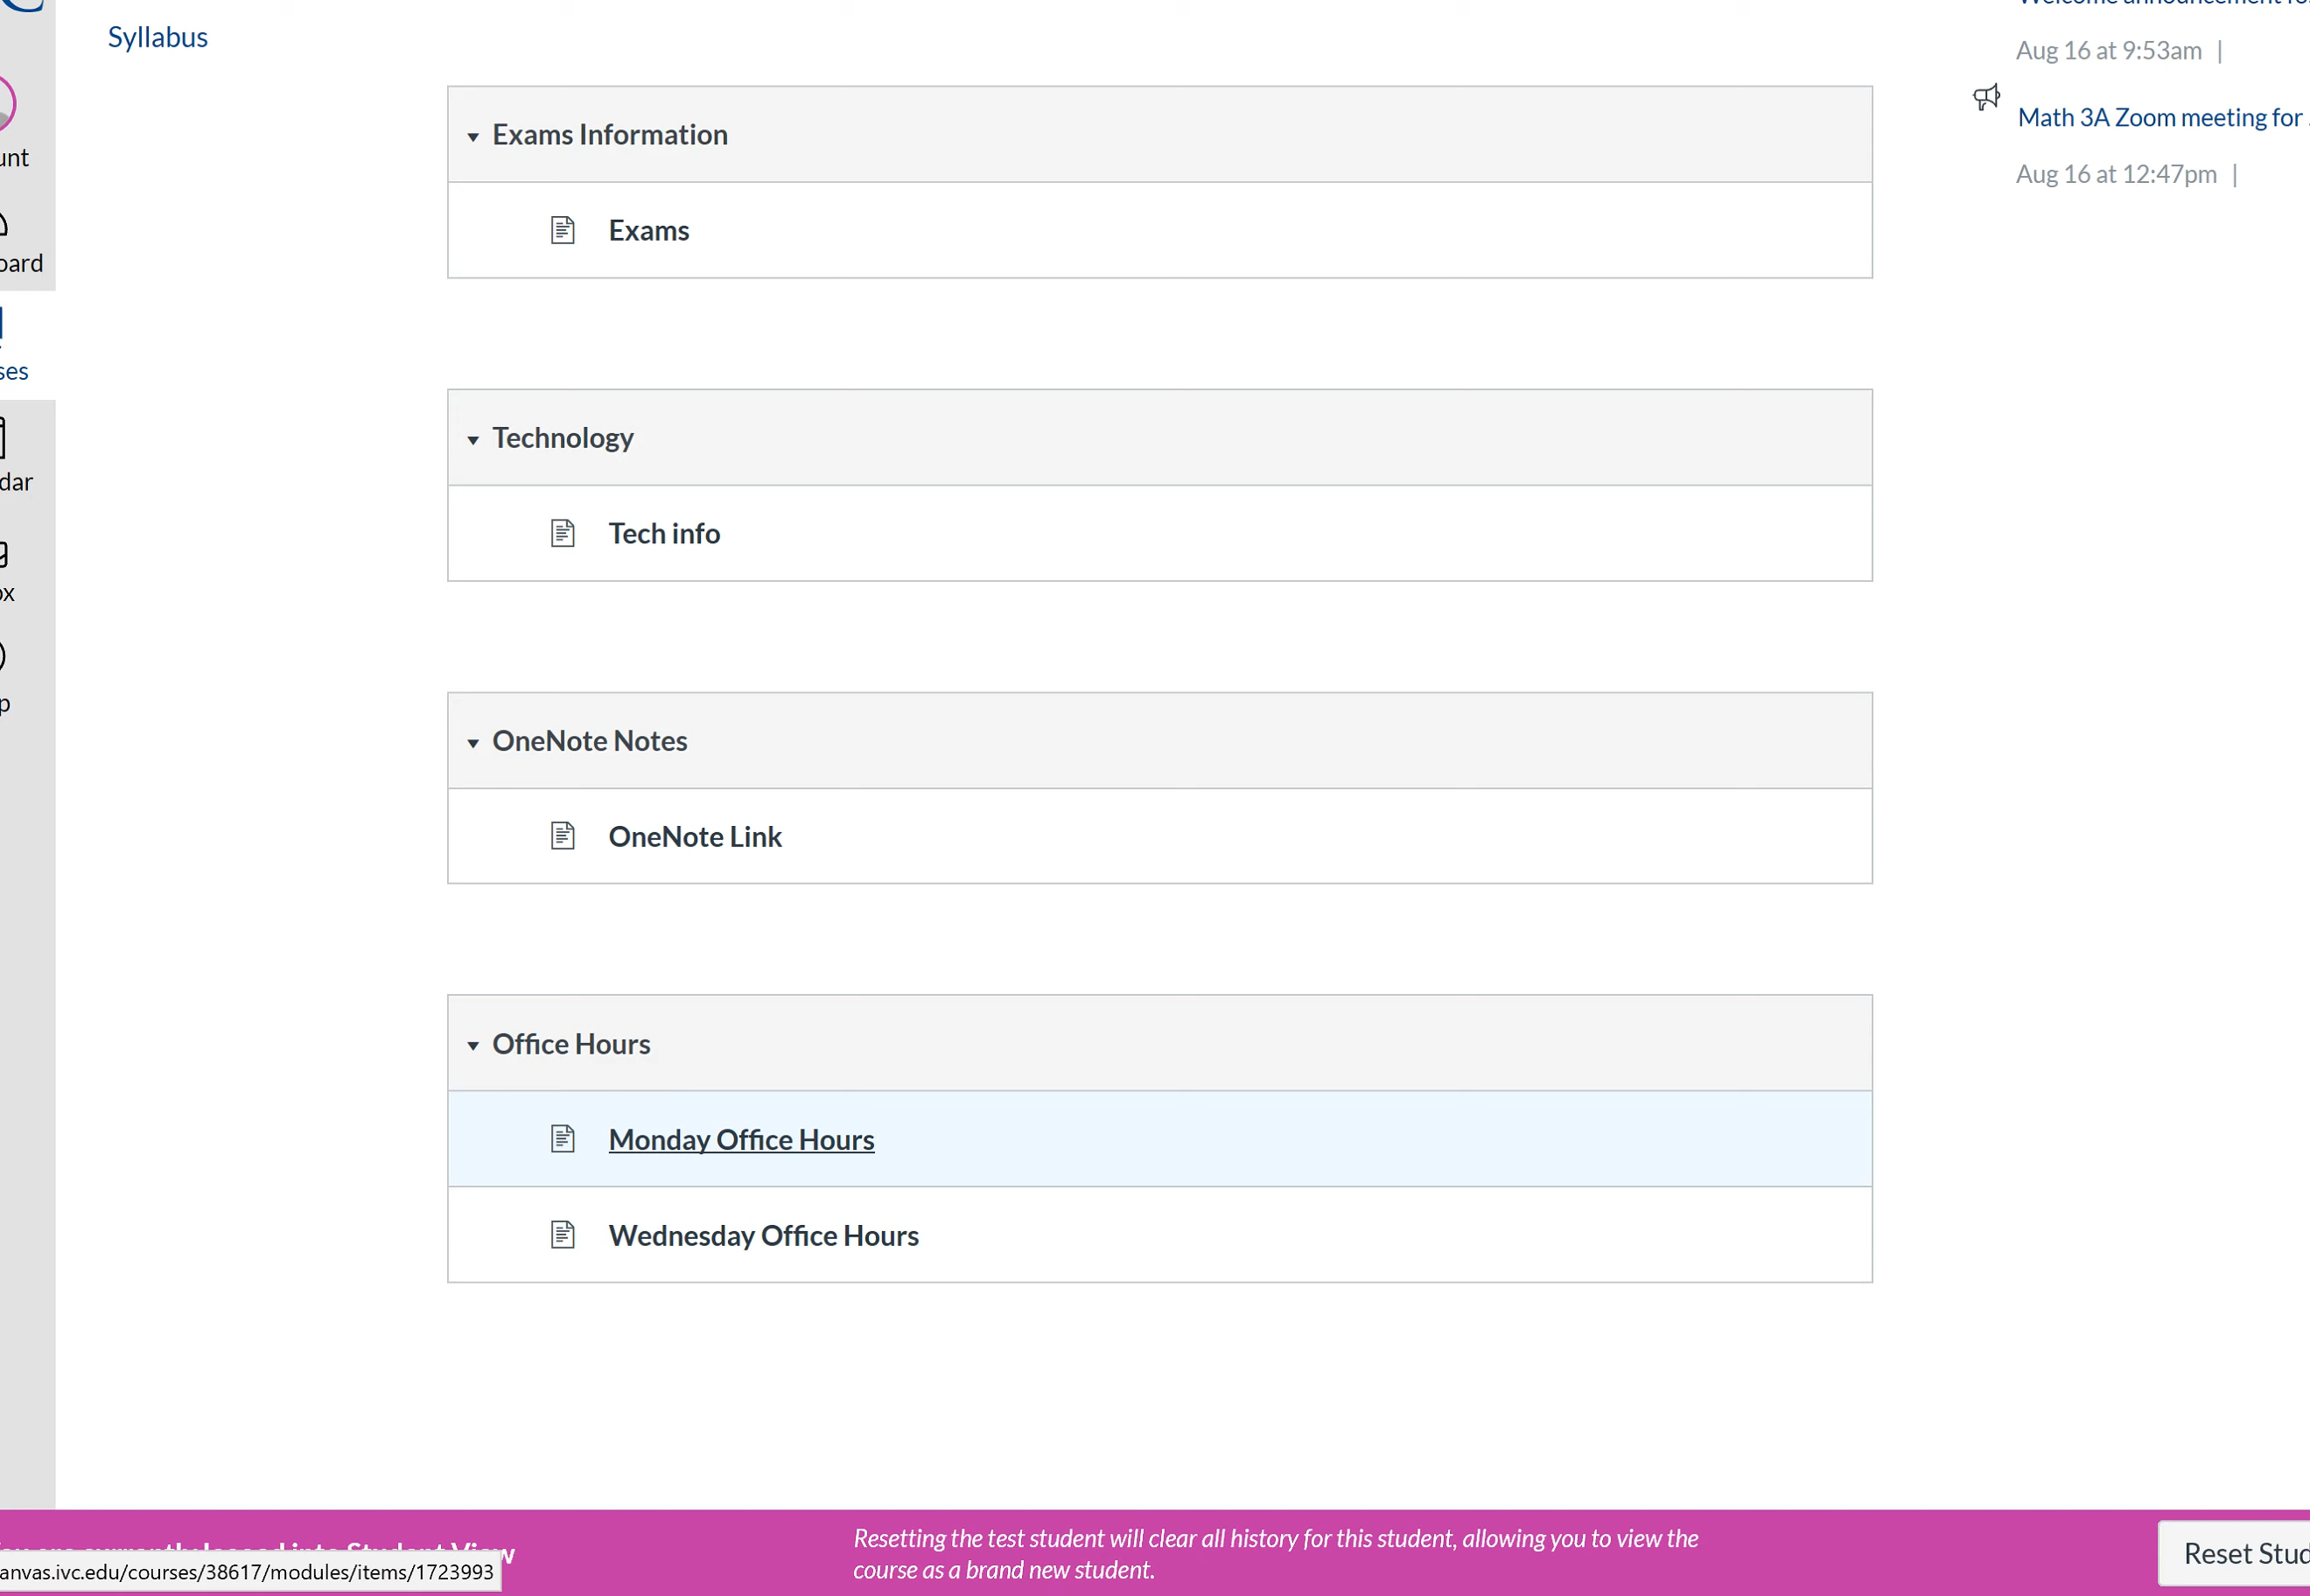 Syllabus
Aug 16 at 9:53am |
Math 3A Zoom meeting for
Aug 16 at 12:47pm |
Exams Information
Exams
Technology
Tech info
OneNote Notes
OneNote Link
Office Hours
Monday Office Hours
Wednesday Office Hours
unt
oard
ses
dar
ox
p
Resetting the test student will clear all history for this student, allowing you to view the
course as a brand new student.
Reset Stud
anvas.ivc.edu/courses/38617/modules/items/1723993